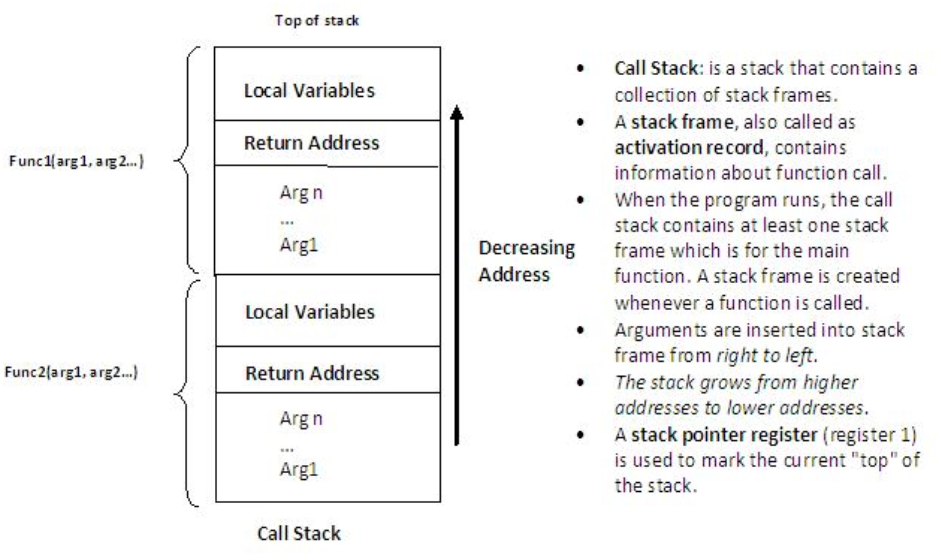 Top of stack
Local Variables
Return Address
Func1(arg1, arg2...)
Arg n
...
Arg1
Local Variables
Return Address
Func2(arg1, arg2...)
Arg n
...
Arg1
Call Stack
Decreasing
Address
• Call Stack: is a stack that contains a
collection of stack frames.
• A stack frame, also called as
activation record, contains
information about function call.
• When the program runs, the call
stack contains at least one stack
frame which is for the main
function. A stack frame is created
whenever a function is called.
• Arguments are inserted into stack
frame from right to left.
• The stack grows from higher
addresses to lower addresses.
• A stack pointer register (register 1)
is used to mark the current "top" of
the stack.